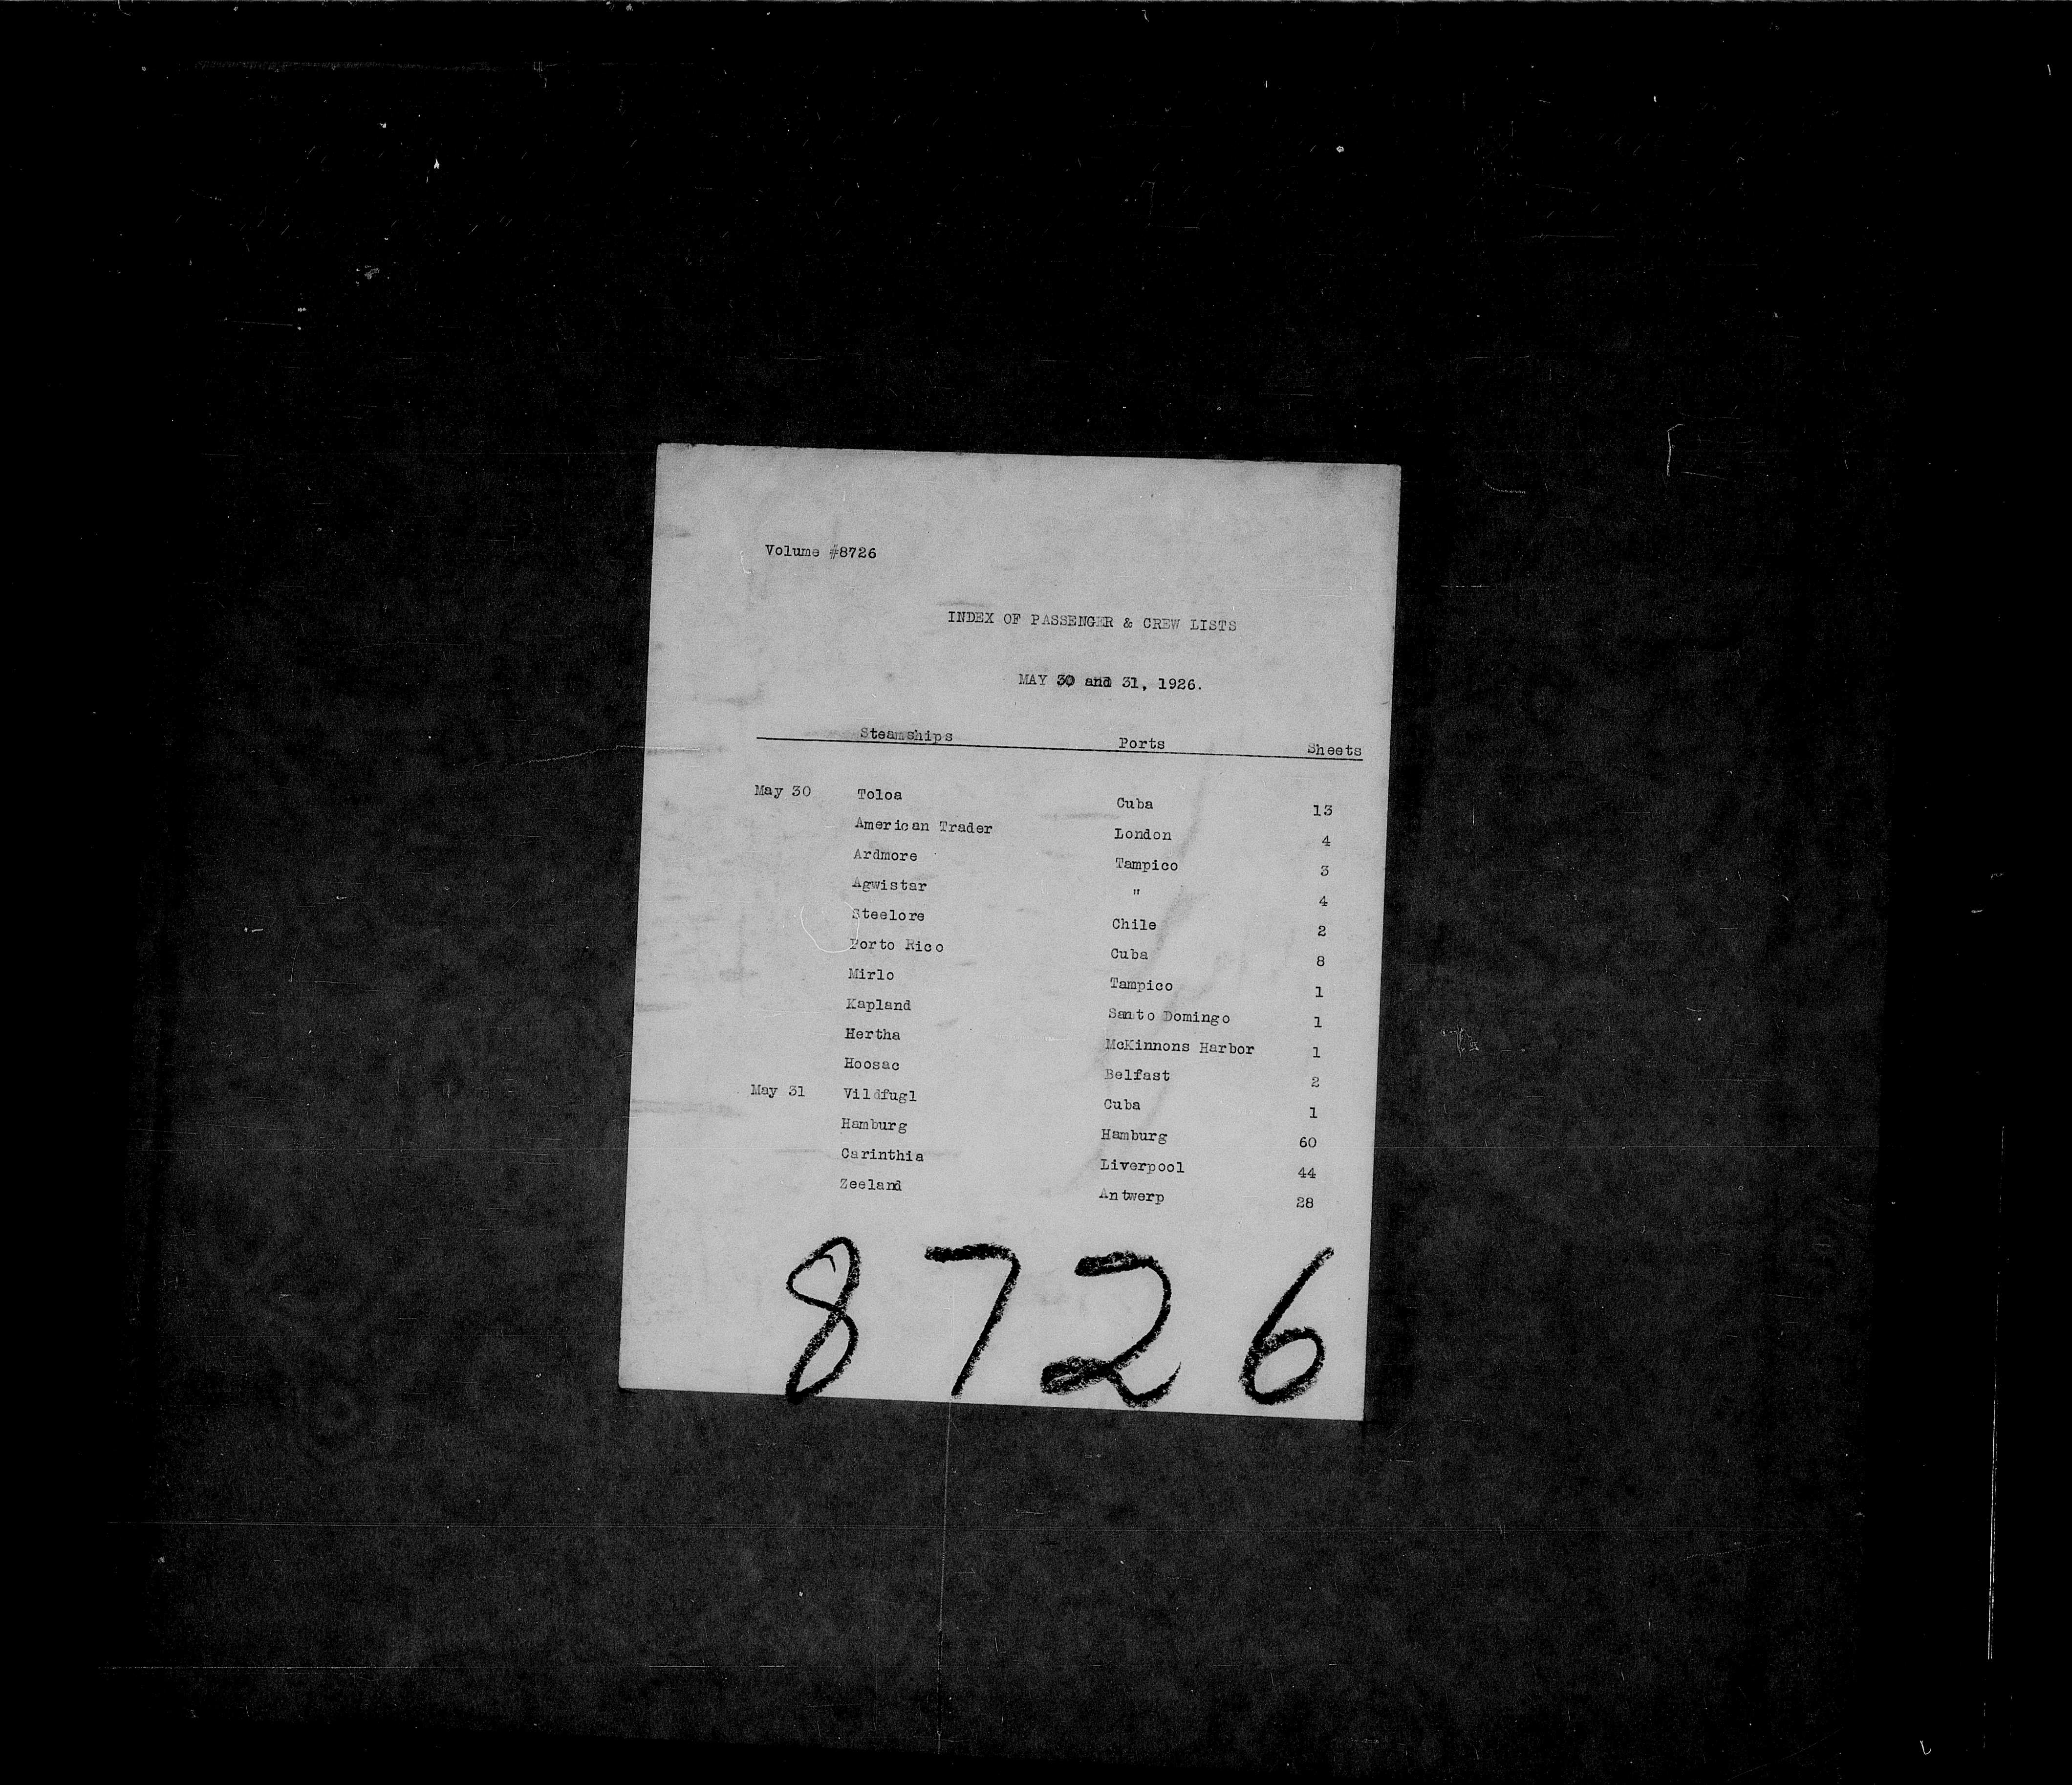 Volume #8726
INDEX OF PASSENGER & CREW LISTS
MAY 30 and 31, 1926.
Steamships Ports Sheets
May 30 Toloa Cuba 13
American Trader London 4
Ardmore Tampico 3
Agwistar " 4
Steelore Chile 2
Porto Rico Cuba 8
Mirlo Tampico 1
Kapland Santo Domingo 1
Hertha McKinnons Harbor 1
Hoosac Belfast 2
May 31 Vildfugl Cuba 1
Hamburg Hamburg 60
Carinthia Liverpool 44
Zeeland Antwerp 28
8726